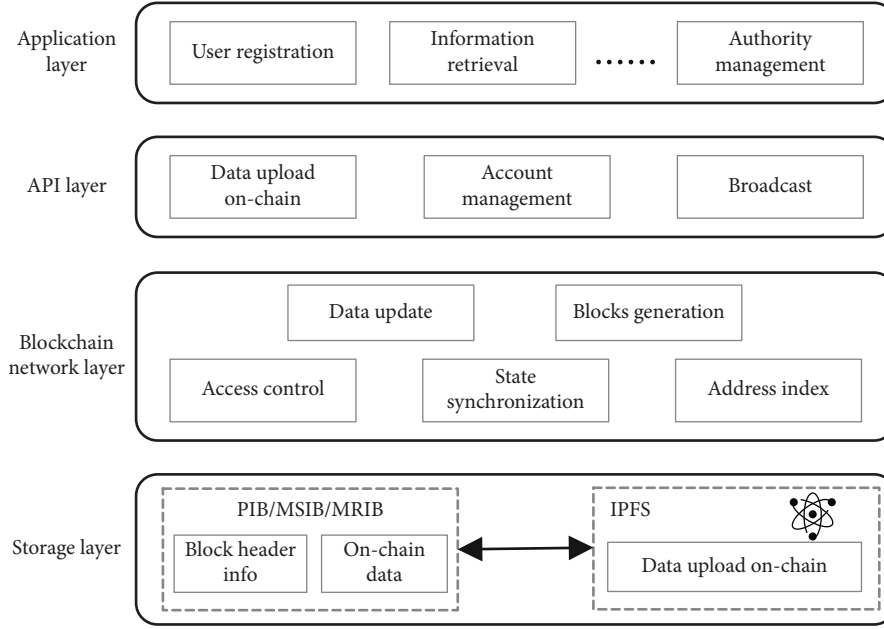 Application
layer
User registration
Information
retrieval
......
Authority
management
API layer
Data upload
on-chain
Account
management
Broadcast
Blockchain
network layer
Data update
Blocks generation
Access control
State
synchronization
Address index
Storage layer
PIB/MSIB/MRIB
Block header
info
On-chain
data
IPFS
Data upload on-chain